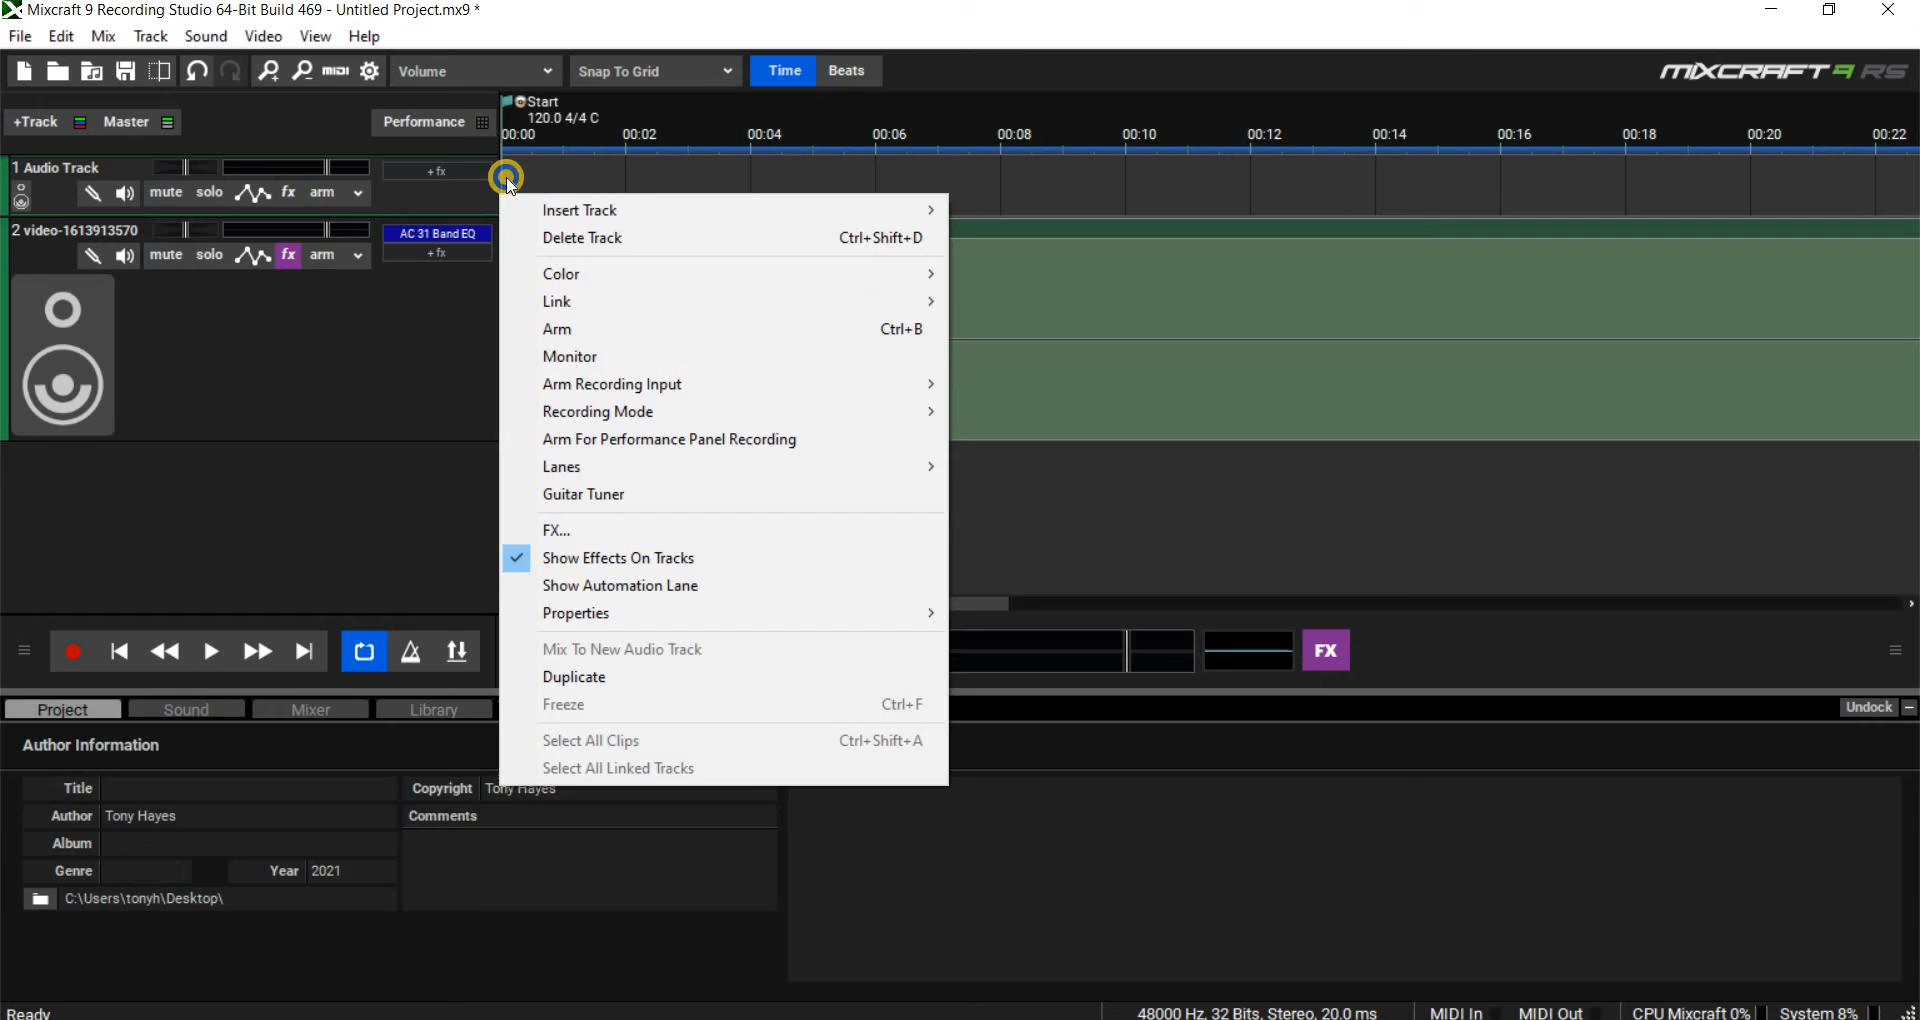 Mixcraft 9 Recording Studio 64-Bit Build 469 - Untitled Project.mx9 *
File Edit Mix Track Sound Video View Help
MIDI Volume Snap To Grid Time Beats MIXCRAFT 9 RS
Start
120.0 4/4 C
+Track Master Performance
00:00 00:02 00:04 00:06 00:08 00:10 00:12 00:14 00:16 00:18 00:20 00:22
1 Audio Track +fx
mute solo fx arm
2 video-1613913570 AC 31 Band EQ
mute solo fx arm +fx
Insert Track
Delete Track Ctrl+Shift+D
Color
Link
Arm Ctrl+B
Monitor
Arm Recording Input
Recording Mode
Arm For Performance Panel Recording
Lanes
Guitar Tuner
FX...
Show Effects On Tracks
Show Automation Lane
Properties
Mix To New Audio Track
Duplicate
Freeze Ctrl+F
Select All Clips Ctrl+Shift+A
Select All Linked Tracks
FX
Project Sound Mixer Library Undock
Author Information
Title Copyright Tony Hayes
Author Tony Hayes Comments
Album
Genre Year 2021
C:\Users\tonyh\Desktop\
Ready 48000 Hz, 32 Bits, Stereo, 20.0 ms MIDI In MIDI Out CPU Mixcraft 0% System 8%